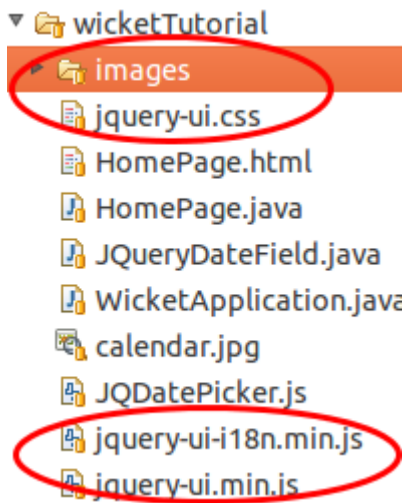 wicketTutorial
images
jquery-ui.css
HomePage.html
HomePage.java
JQueryDateField.java
WicketApplication.java
calendar.jpg
JQDatePicker.js
jquery-ui-i18n.min.js
jquery-ui.min.js